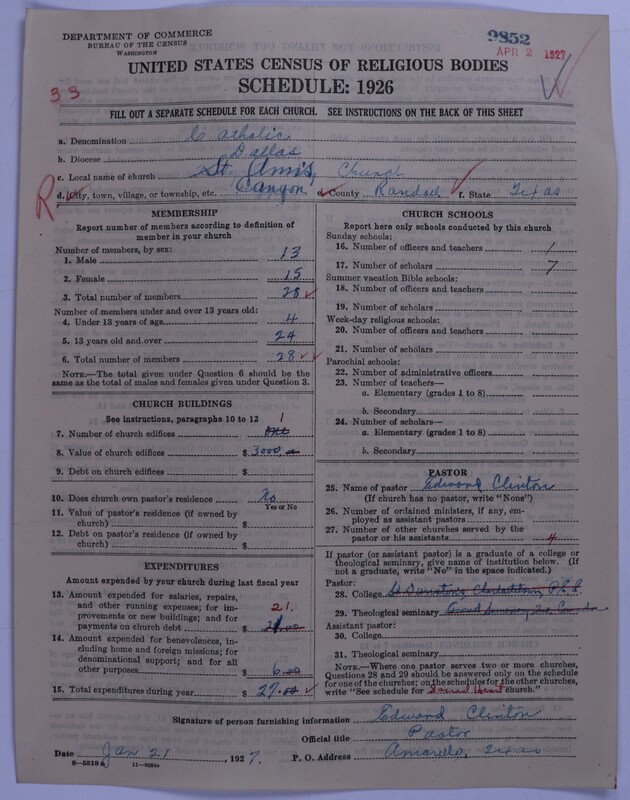 DEPARTMENT OF COMMERCE
BUREAU OF THE CENSUS
WASHINGTON
9852
APR 2 1927
UNITED STATES CENSUS OF RELIGIOUS BODIES
SCHEDULE: 1926
33
FILL OUT A SEPARATE SCHEDULE FOR EACH CHURCH. SEE INSTRUCTIONS ON THE BACK OF THIS SHEET
a. Denomination Catholic
b. Diocese Dallas
c. Local name of church St. Ann's Church
R d. City, town, village, or township, etc. Canyon e. County Randall f. State Texas
MEMBERSHIP
Report number of members according to definition of
member in your church
Number of members, by sex:
1. Male 13
2. Female 15
3. Total number of members 28
Number of members under and over 13 years old:
4. Under 13 years of age 4
5. 13 years old and over 24
6. Total number of members 28
NOTE.—The total given under Question 6 should be
same as the total of males and females given under Question 3.
CHURCH BUILDINGS
See instructions, paragraphs 10 to 12
7. Number of church edifices 1
8. Value of church edifices $ 3000
9. Debt on church edifices $
10. Does church own pastor's residence No
Yes or No
11. Value of pastor's residence (if owned by
church) $
12. Debt on pastor's residence (if owned by
church) $
EXPENDITURES
Amount expended by your church during last fiscal year
13. Amount expended for salaries, repairs,
and other running expenses; for im-
provements or new buildings; and for
payments on church debt $ 21.
14. Amount expended for benevolences, in-
cluding home and foreign missions; for
denominational support; and for all
other purposes $ 6.00
15. Total expenditures during year $ 27.00
CHURCH SCHOOLS
Report here only schools conducted by this church
Sunday schools:
16. Number of officers and teachers 1
17. Number of scholars 7
Summer vacation Bible schools:
18. Number of officers and teachers
19. Number of scholars
Week-day religious schools:
20. Number of officers and teachers
21. Number of scholars
Parochial schools:
22. Number of administrative officers
23. Number of teachers—
a. Elementary (grades 1 to 8)
b. Secondary
24. Number of scholars—
a. Elementary (grades 1 to 8)
b. Secondary
PASTOR
25. Name of pastor Edward Clinton
(If church has no pastor, write "None")
26. Number of ordained ministers, if any, em-
ployed as assistant pastors
27. Number of other churches served by the
pastor or his assistants 4
If pastor (or assistant pastor) is a graduate of a college or
theological seminary, give name of institution below. (If
not a graduate, write "No" in the space indicated.)
Pastor:
28. College St Dunstan's Charlottetown, P.E.I.
29. Theological seminary Grand Seminary
Assistant pastor:
30. College
31. Theological seminary
NOTE.—Where one pastor serves two or more churches,
Questions 28 and 29 should be answered only on the schedule
for one of the churches; on the schedules for the other churches,
write "See schedule for Sacred Heart church."
Signature of person furnishing information Edward Clinton
Official title Pastor
Date Jan 21, 1927. P. O. Address Amarillo, Texas
8—5518a 11—9584